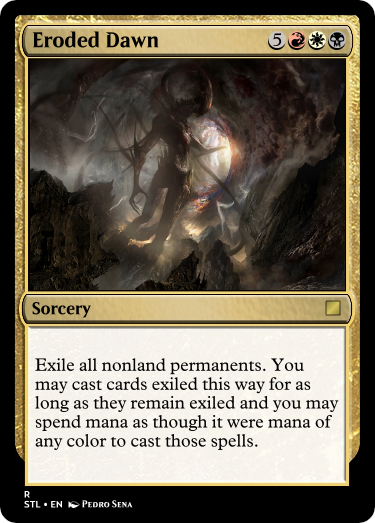 Eroded Dawn 5
Sorcery
Exile all nonland permanents. You
may cast cards exiled this way for as
long as they remain exiled and you may
spend mana as though it were mana of
any color to cast those spells.
R
STL • EN Pedro Sena